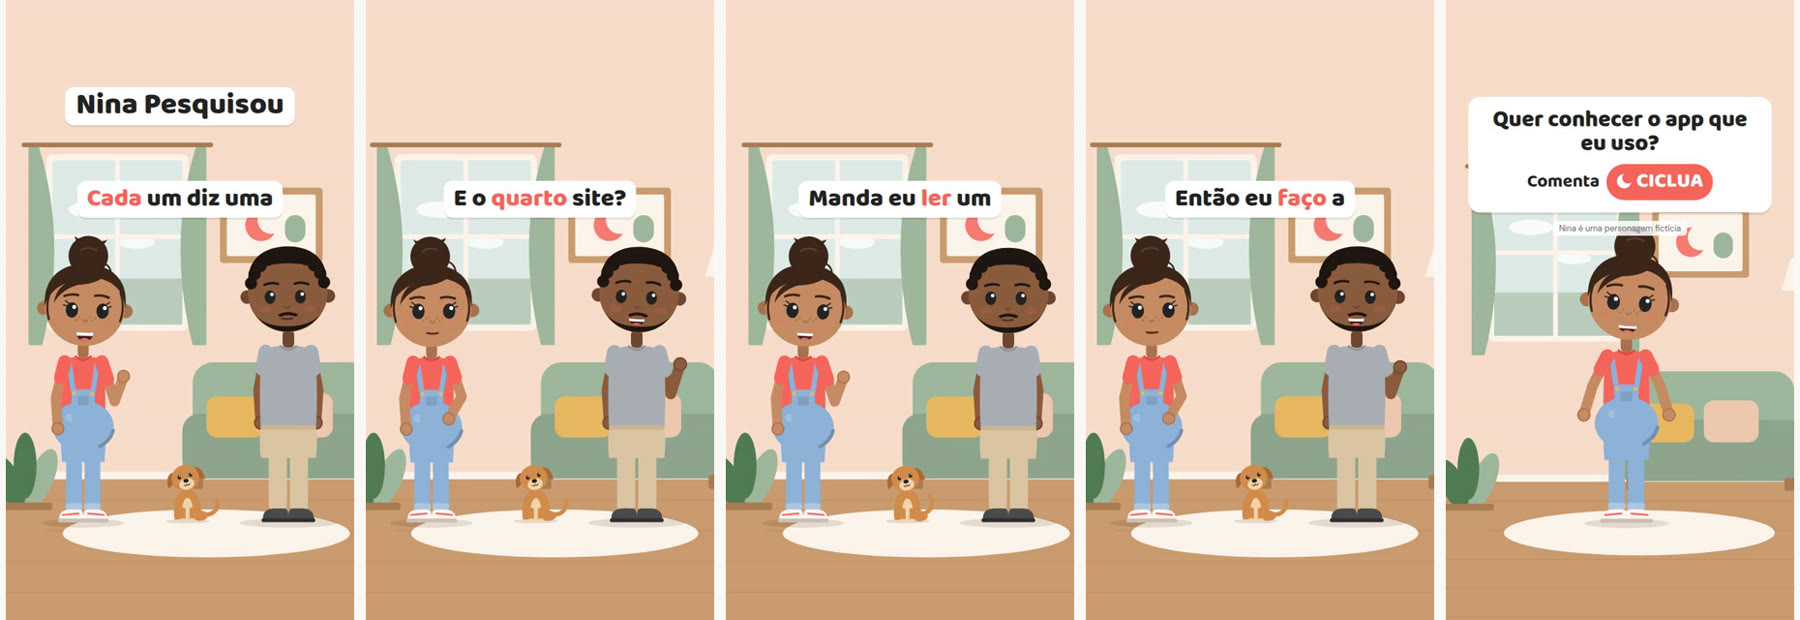 Nina Pesquisou
Cada um diz uma
E o quarto site?
Manda eu ler um
Então eu faço a
Quer conhecer o app que
eu uso?
Comenta CICLUA
Nina é uma personagem fictícia